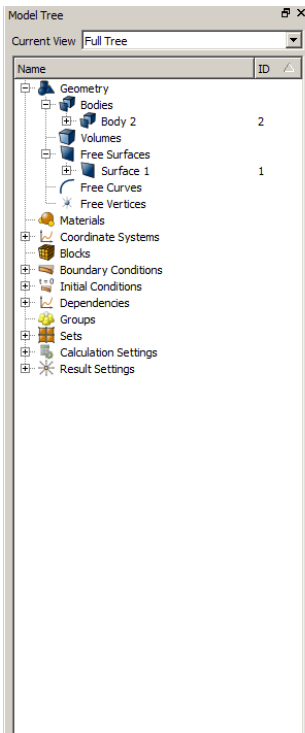 Model Tree
Current View Full Tree
Name ID
Geometry
Bodies
Body 2 2
Volumes
Free Surfaces
Surface 1 1
Free Curves
Free Vertices
Materials
Coordinate Systems
Blocks
Boundary Conditions
t=0 Initial Conditions
Dependencies
Groups
Sets
Calculation Settings
Result Settings